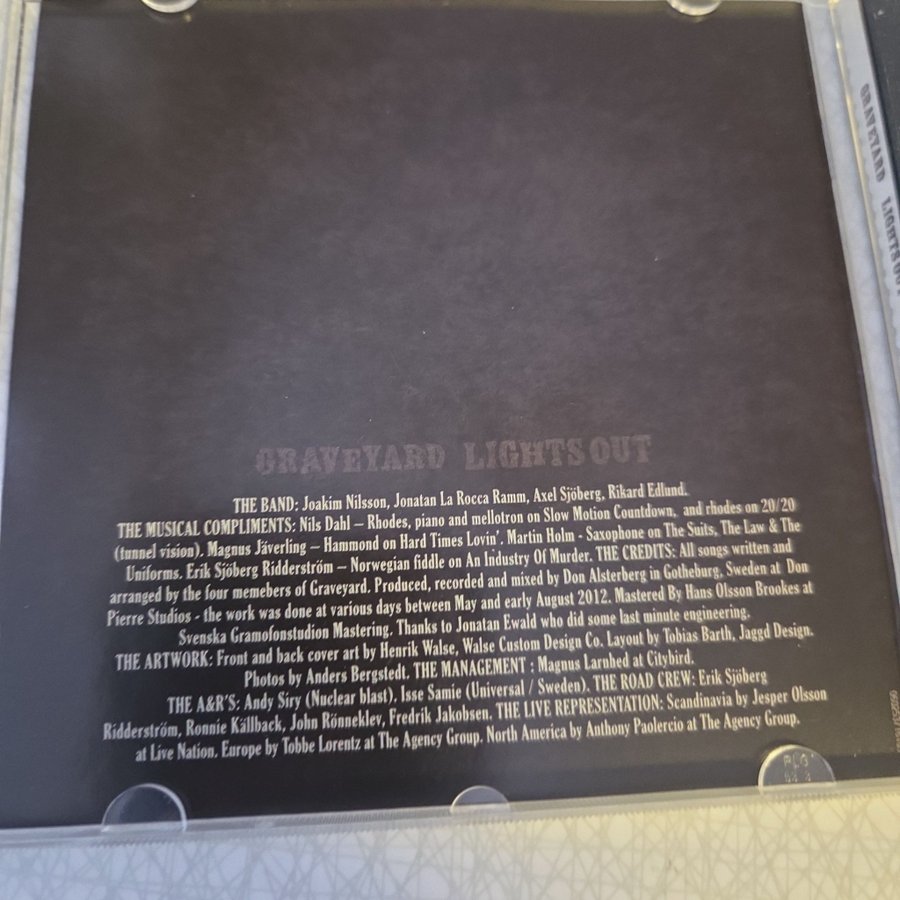 GRAVEYARD LIGHTS OUT
THE BAND: Joakim Nilsson, Jonatan La Rocca Ramm, Axel Sjöberg, Rikard Edlund.
THE MUSICAL COMPLIMENTS: Nils Dahl – Rhodes, piano and mellotron on Slow Motion Countdown, and rhodes on 20/20
(tunnel vision). Magnus Jäverling – Hammond on Hard Times Lovin'. Martin Holm - Saxophone on The Suits, The Law & The
Uniforms. Erik Sjöberg Ridderström – Norwegian fiddle on An Industry Of Murder. THE CREDITS: All songs written and
arranged by the four memebers of Graveyard. Produced, recorded and mixed by Don Alsterberg in Gotheburg, Sweden at Don
Pierre Studios - the work was done at various days between May and early August 2012. Mastered By Hans Olsson Brookes at
Svenska Gramofonstudion Mastering. Thanks to Jonatan Ewald who did some last minute engineering.
THE ARTWORK: Front and back cover art by Henrik Walse, Walse Custom Design Co. Layout by Tobias Barth, Jaggd Design.
Photos by Anders Bergstedt. THE MANAGEMENT : Magnus Larnhed at Citybird.
THE A&R'S: Andy Siry (Nuclear blast). Isse Samie (Universal / Sweden). THE ROAD CREW: Erik Sjöberg
Ridderström, Ronnie Källback, John Rönneklev, Fredrik Jakobsen. THE LIVE REPRESENTATION: Scandinavia by Jesper Olsson
at Live Nation. Europe by Tobbe Lorentz at The Agency Group. North America by Anthony Paolercio at The Agency Group.
GRAVEYARD LIGHTS OUT